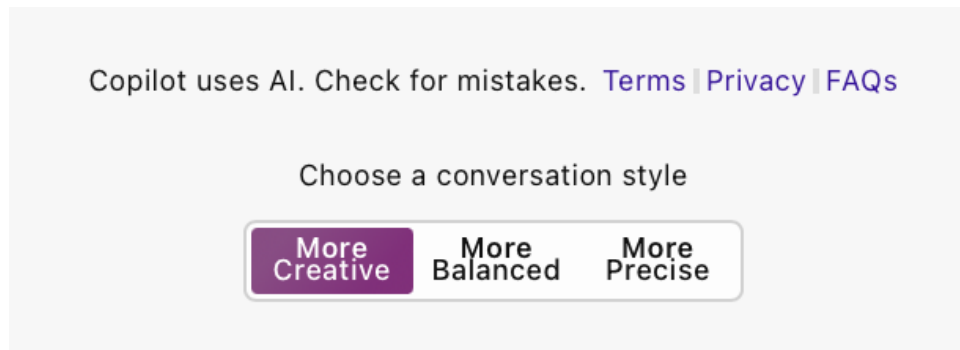 Copilot uses AI. Check for mistakes. Terms | Privacy | FAQs
Choose a conversation style
More Creative
More Balanced
More Precise